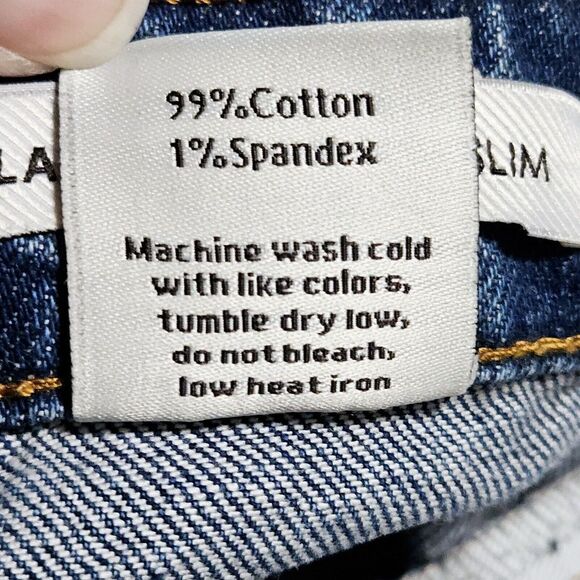 99%Cotton
1%Spandex
LA
SLIM
Machine wash cold
with like colors,
tumble dry low,
do not bleach,
low heat iron